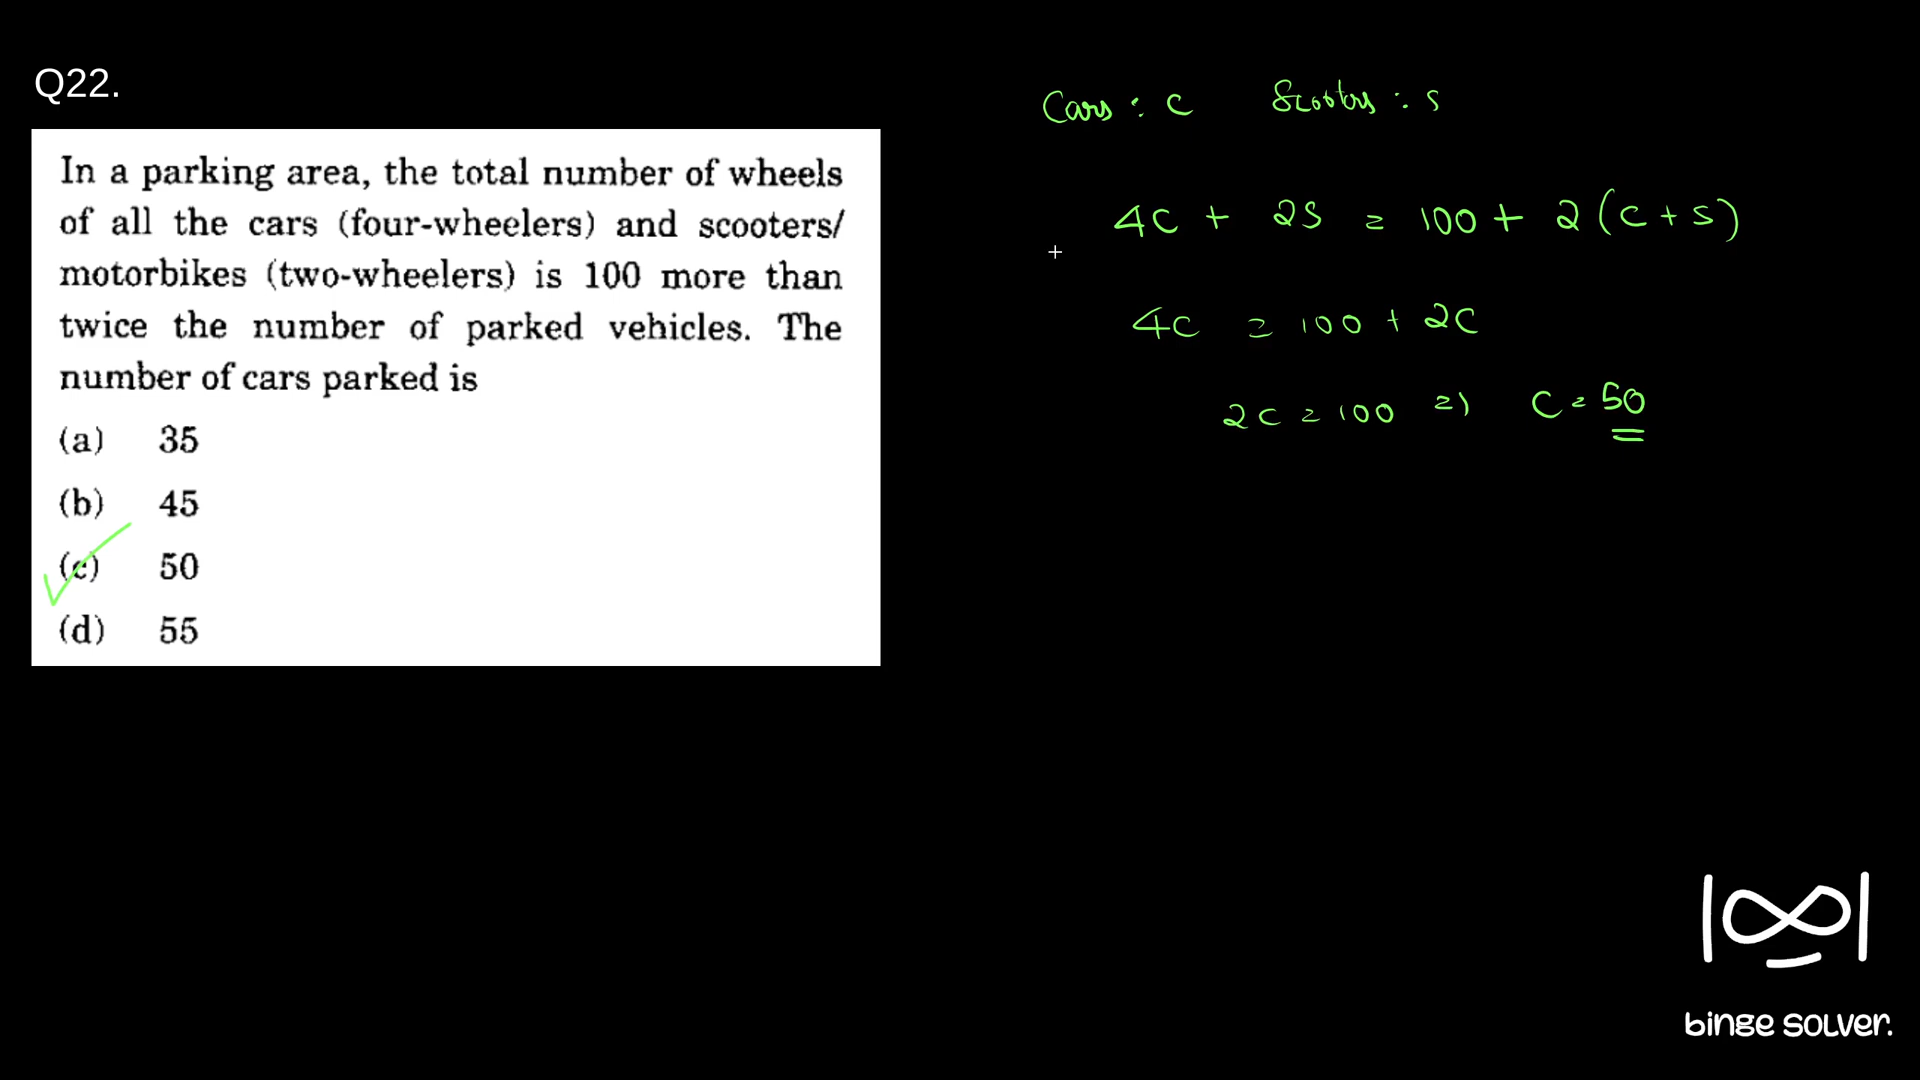 Q22.
In a parking area, the total number of wheels
of all the cars (four-wheelers) and scooters/
motorbikes (two-wheelers) is 100 more than
twice the number of parked vehicles. The
number of cars parked is
(a) 35
(b) 45
(c) 50
(d) 55
Cars : c Scooters : s
4c + 2s = 100 + 2(c+s)
4c = 100 + 2c
2c = 100 => c = 50
binge solver.